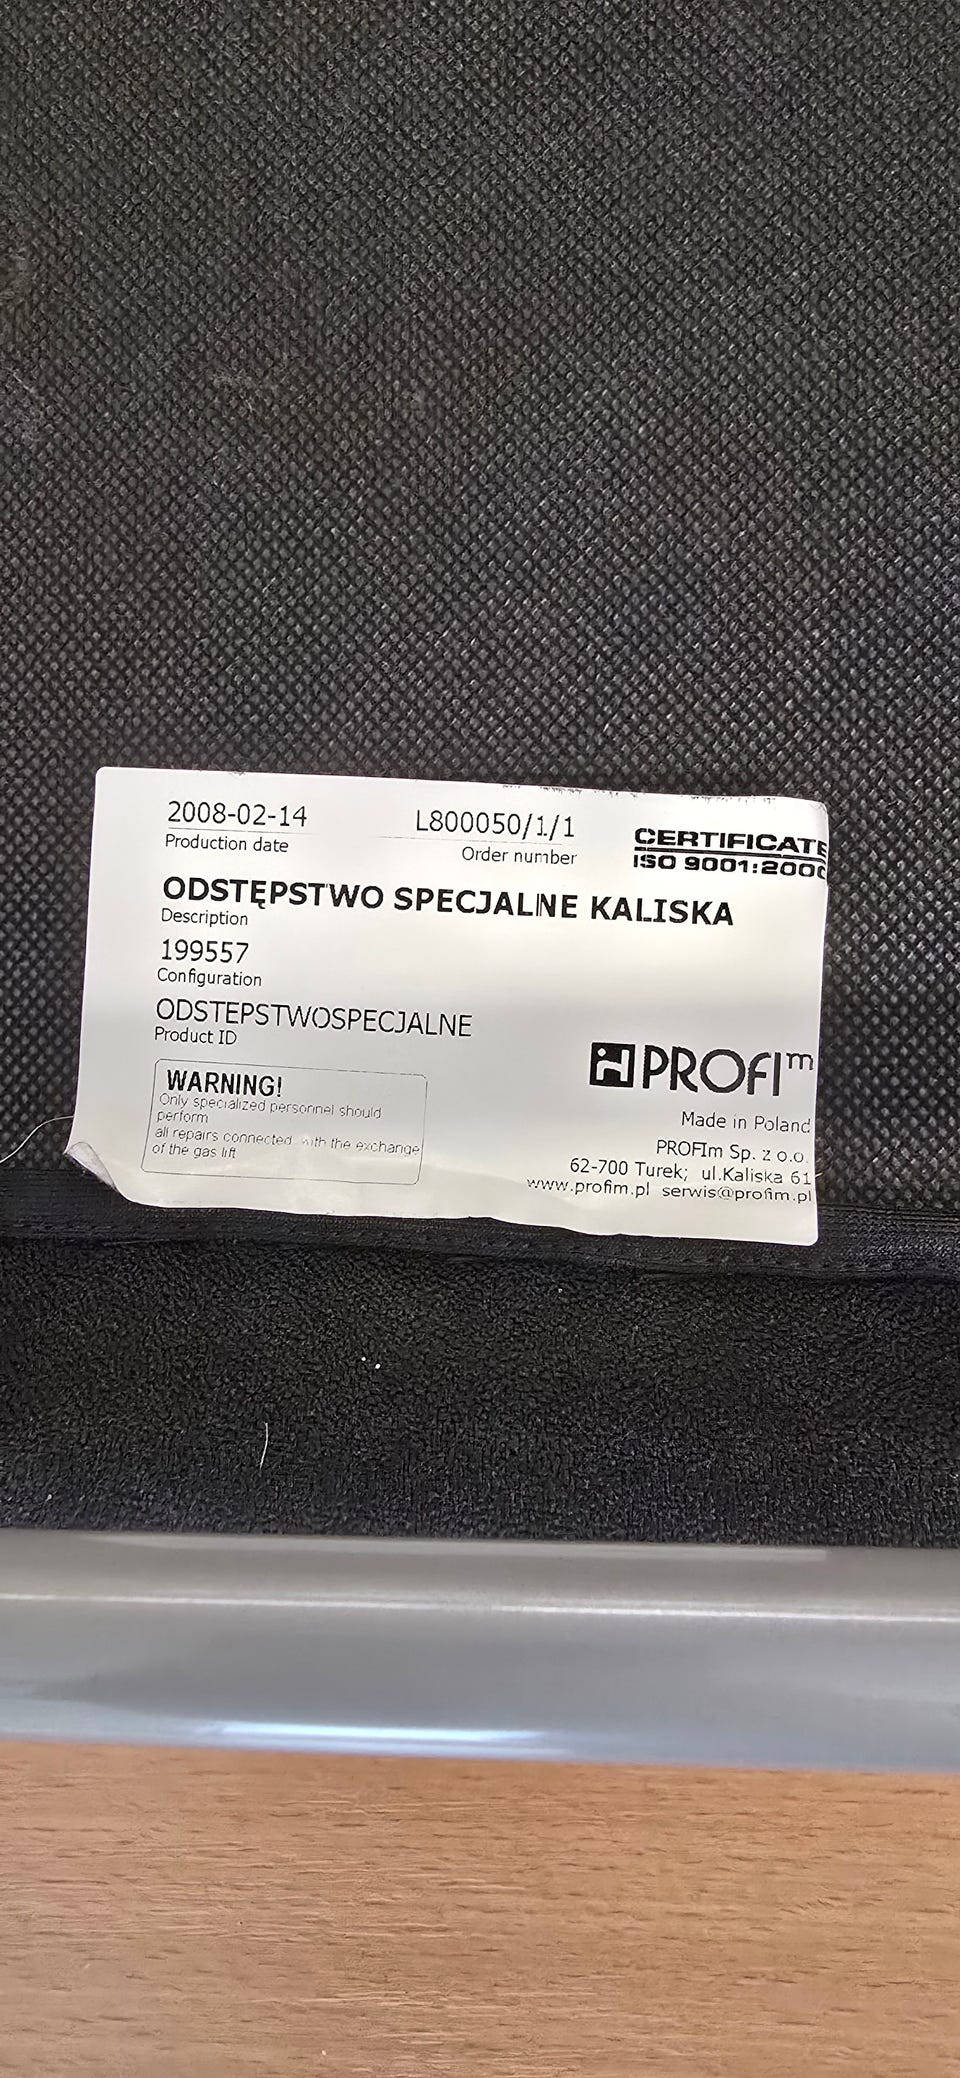 2008-02-14 L800050/1/1
Production date Order number
CERTIFICATE
ISO 9001:200
ODSTĘPSTWO SPECJALNE KALISKA
Description
199557
Configuration
ODSTEPSTWOSPECJALNE
Product ID
WARNING!
Only specialized personnel should
perform
all repairs connected with the exchange
of the gas lift
PROFIm
Made in Poland
PROFIm Sp. z o.o.
62-700 Turek; ul.Kaliska 61
www.profim.pl serwis@profim.pl